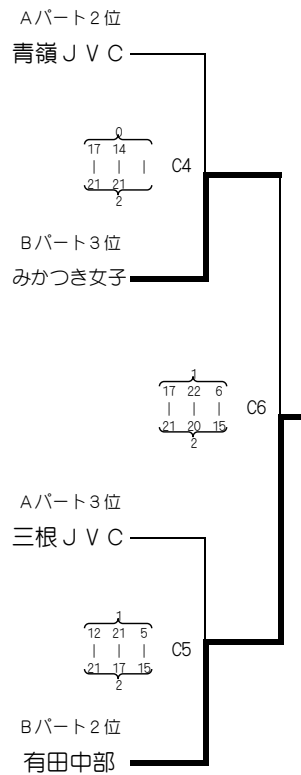 Aパート2位
青嶺JVC
0
17 14
| | |
21 21
2
C4
Bパート3位
みかつき女子
1
17 22 6
| | |
21 20 15
2
C6
Aパート3位
三根JVC
1
12 21 5
| | |
21 17 15
2
C5
Bパート2位
有田中部